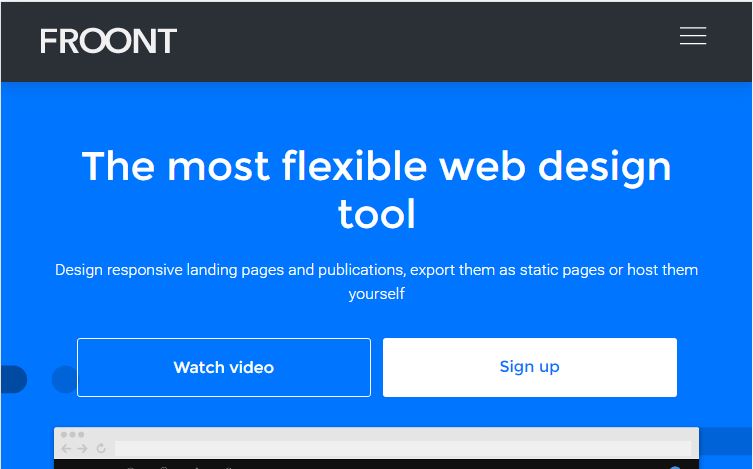 FROONT
The most flexible web design
tool
Design responsive landing pages and publications, export them as static pages or host them
yourself
Watch video
Sign up